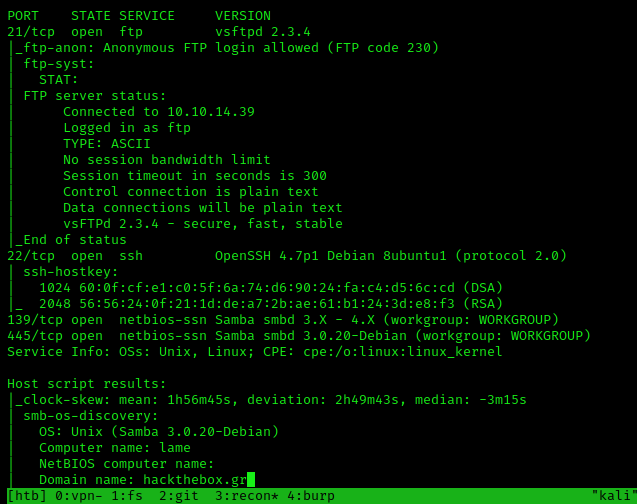 PORT    STATE SERVICE     VERSION
21/tcp  open  ftp         vsftpd 2.3.4
|_ftp-anon: Anonymous FTP login allowed (FTP code 230)
| ftp-syst:
|   STAT:
| FTP server status:
|      Connected to 10.10.14.39
|      Logged in as ftp
|      TYPE: ASCII
|      No session bandwidth limit
|      Session timeout in seconds is 300
|      Control connection is plain text
|      Data connections will be plain text
|      vsFTPd 2.3.4 - secure, fast, stable
|_End of status
22/tcp  open  ssh         OpenSSH 4.7p1 Debian 8ubuntu1 (protocol 2.0)
| ssh-hostkey:
|   1024 60:0f:cf:e1:c0:5f:6a:74:d6:90:24:fa:c4:d5:6c:cd (DSA)
|_  2048 56:56:24:0f:21:1d:de:a7:2b:ae:61:b1:24:3d:e8:f3 (RSA)
139/tcp open  netbios-ssn Samba smbd 3.X - 4.X (workgroup: WORKGROUP)
445/tcp open  netbios-ssn Samba smbd 3.0.20-Debian (workgroup: WORKGROUP)
Service Info: OSs: Unix, Linux; CPE: cpe:/o:linux:linux_kernel

Host script results:
|_clock-skew: mean: 1h56m45s, deviation: 2h49m43s, median: -3m15s
| smb-os-discovery:
|   OS: Unix (Samba 3.0.20-Debian)
|   Computer name: lame
|   NetBIOS computer name:
|   Domain name: hackthebox.gr
[htb] 0:vpn- 1:fs  2:git  3:recon* 4:burp "kali"